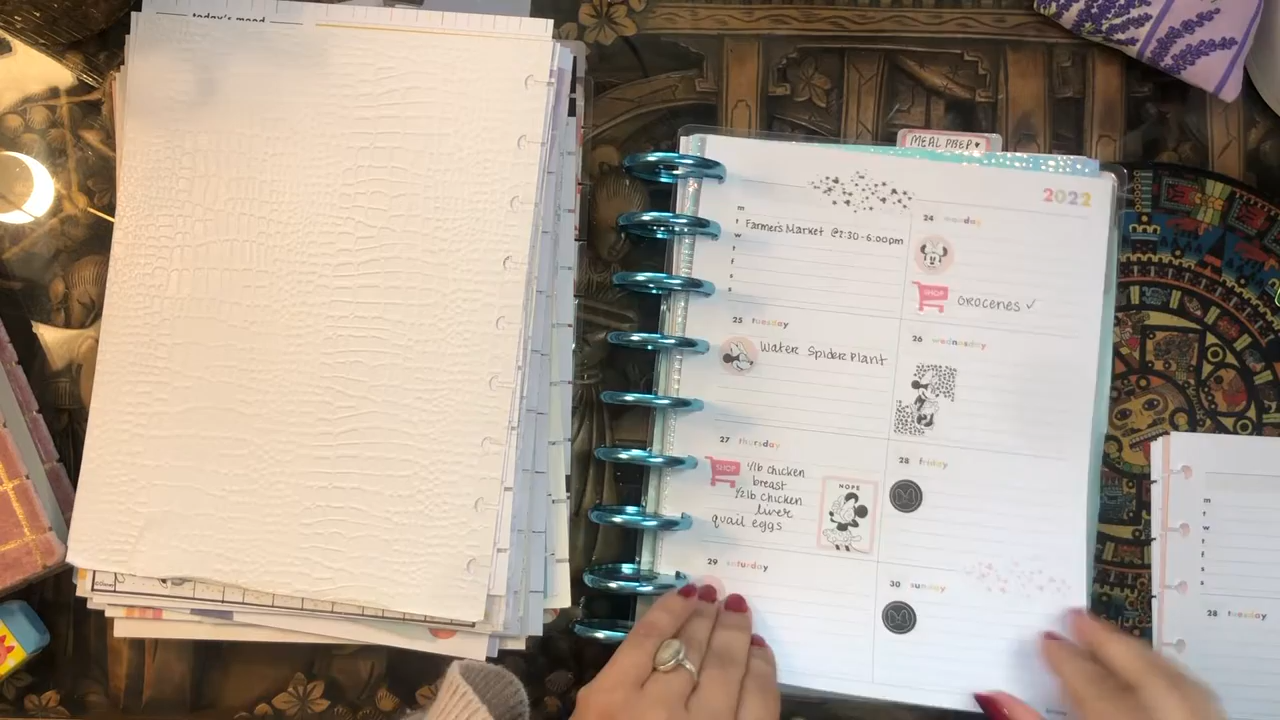 today's mood
MEAL PREP
2022
m
t Farmer's Market @2:30-6:00pm
w
t
f
s
s
24 monday
SHOP Groceries ✓
25 tuesday
Water Spider Plant
26 wednesday
27 thursday
SHOP 1/lb chicken
breast
1/2lb chicken
liver
quail eggs
NOPE
28 friday
29 saturday
30 sunday
m
t
w
t
f
s
s
28 tuesday